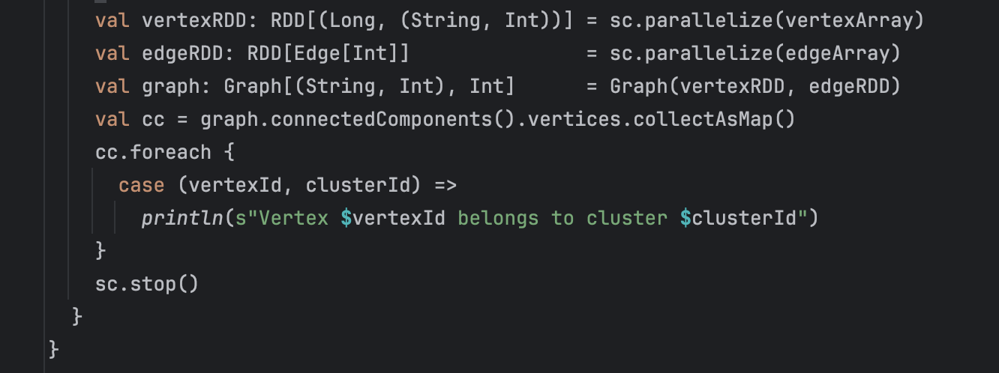 val vertexRDD: RDD[(Long, (String, Int))] = sc.parallelize(vertexArray)
val edgeRDD: RDD[Edge[Int]]               = sc.parallelize(edgeArray)
val graph: Graph[(String, Int), Int]      = Graph(vertexRDD, edgeRDD)
val cc = graph.connectedComponents().vertices.collectAsMap()
cc.foreach {
  case (vertexId, clusterId) =>
    println(s"Vertex $vertexId belongs to cluster $clusterId")
}
sc.stop()
}
}